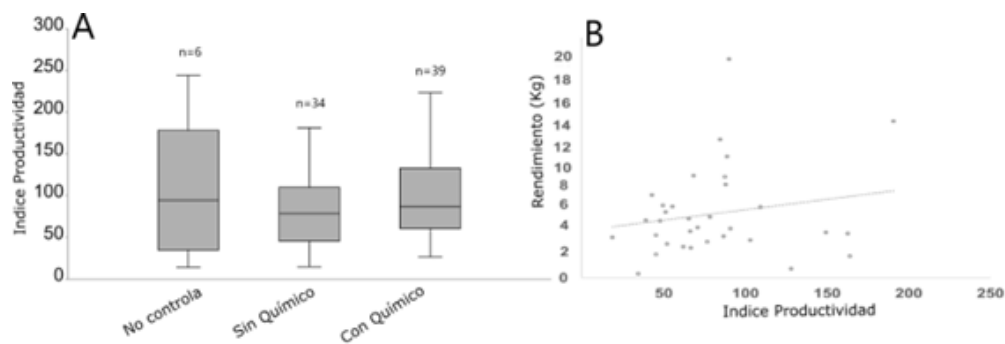 A
Indice Productividad
300
250
200
150
100
50
0
n=6
n=34
n=39
No controla
Sin Químico
Con Químico
B
Rendimiento (Kg)
20
18
16
14
12
10
8
6
4
2
0
50
100
150
200
250
Indice Productividad